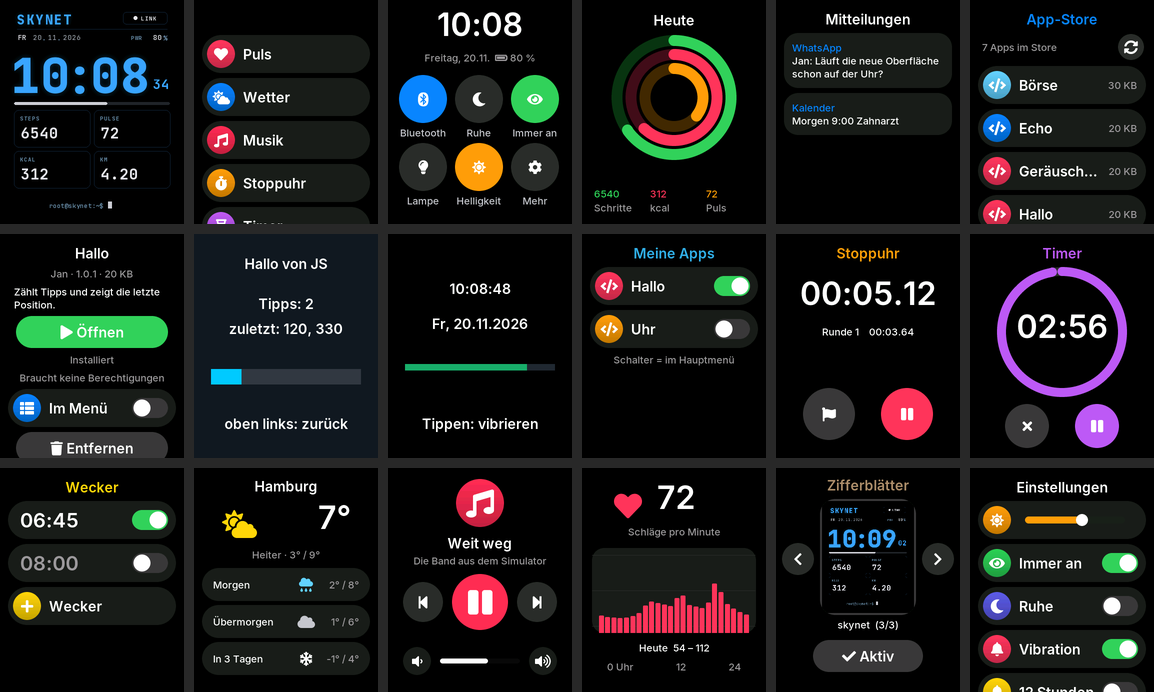 SKYNET
LINK
FR 20.11.2026 PWR 80%
10:08 34
STEPS
6540
PULSE
72
KCAL
312
KM
4.20
root@skynet:~$
Puls
Wetter
Musik
Stoppuhr
Timer
10:08
Freitag, 20.11. 80 %
Bluetooth
Ruhe
Immer an
Lampe
Helligkeit
Mehr
Heute
6540
Schritte
312
kcal
72
Puls
Mitteilungen
WhatsApp
Jan: Läuft die neue Oberfläche
schon auf der Uhr?
Kalender
Morgen 9:00 Zahnarzt
App-Store
7 Apps im Store
Börse 30 KB
Echo 20 KB
Geräusch... 20 KB
Hallo 20 KB
Hallo
Jan · 1.0.1 · 20 KB
Zählt Tipps und zeigt die letzte
Position.
Öffnen
Installiert
Braucht keine Berechtigungen
Im Menü
Entfernen
Hallo von JS
Tipps: 2
zuletzt: 120, 330
oben links: zurück
10:08:48
Fr, 20.11.2026
Tippen: vibrieren
Meine Apps
Hallo
Uhr
Schalter = im Hauptmenü
Stoppuhr
00:05.12
Runde 1 00:03.64
Timer
02:56
Wecker
06:45
08:00
Wecker
Hamburg
7°
Heiter · 3° / 9°
Morgen 2° / 8°
Übermorgen 1° / 6°
In 3 Tagen -1° / 4°
Weit weg
Die Band aus dem Simulator
72
Schläge pro Minute
Heute 54 – 112
0 Uhr 12 24
Zifferblätter
SKYNET
10:09 02
6540
72
312
4.20
skynet (3/3)
Aktiv
Einstellungen
Immer an
Ruhe
Vibration
12 Stunden